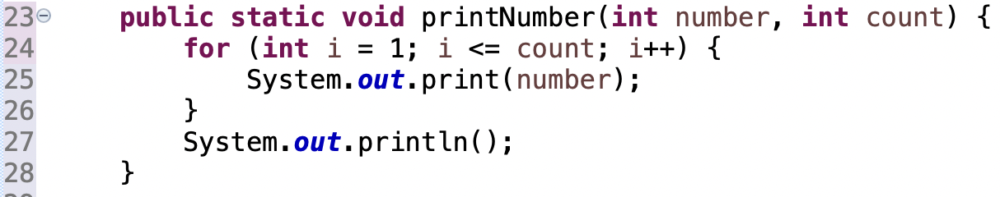 23 public static void printNumber(int number, int count) {
24 for (int i = 1; i <= count; i++) {
25 System.out.print(number);
26 }
27 System.out.println();
28 }